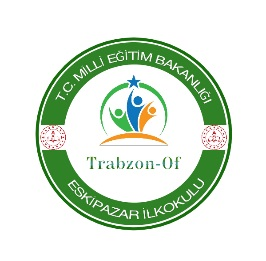 T.C. MİLLİ EĞİTİM BAKANLIĞI
Trabzon-Of
ESKİPAZAR İLKOKULU